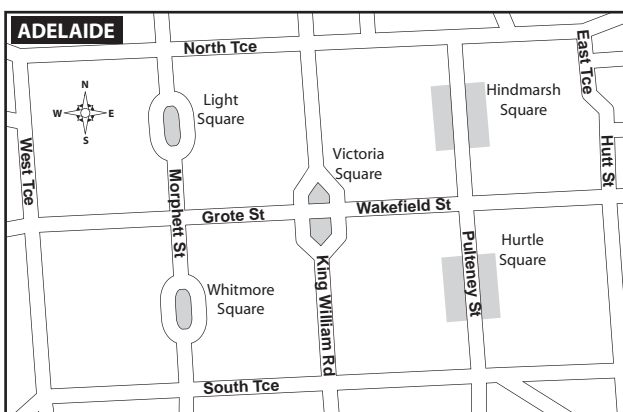 ADELAIDE
North Tce
East Tce
N
W
E
S
Light
Square
Hindmarsh
Square
West Tce
Victoria
Square
Hutt St
Morphett St
Grote St
Wakefield St
Whitmore
Square
King William Rd
Pulteney St
Hurtle
Square
South Tce